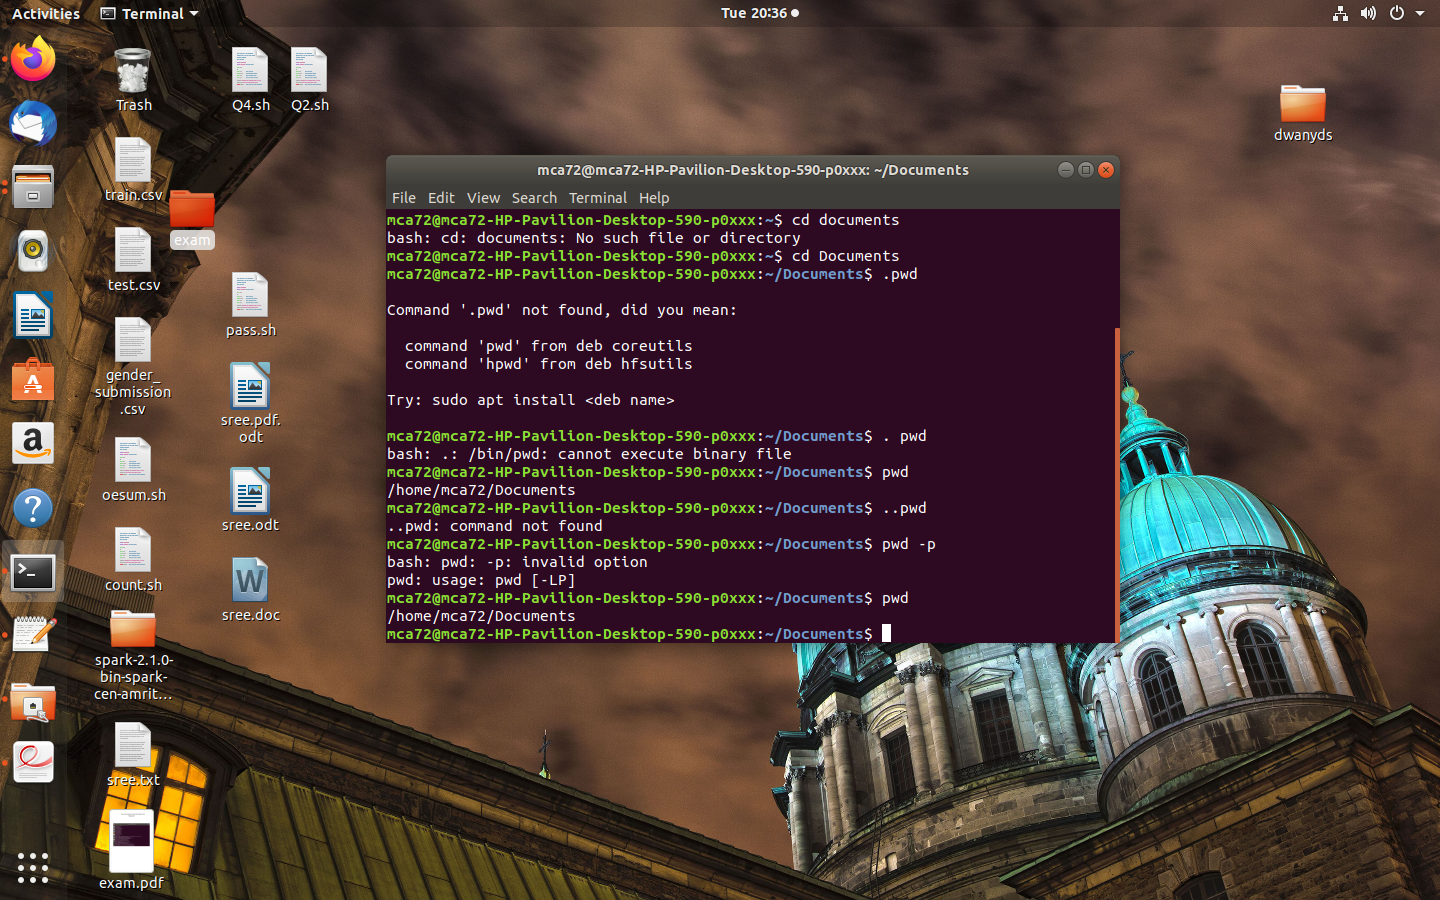 Activities
Terminal
Tue 20:36
Trash
Q4.sh
Q2.sh
dwanyds
train.csv
exam
test.csv
pass.sh
gender_
submission
.csv
sree.pdf.
odt
oesum.sh
sree.odt
count.sh
sree.doc
spark-2.1.0-
bin-spark-
cen-amrit…
sree.txt
exam.pdf
mca72@mca72-HP-Pavilion-Desktop-590-p0xxx: ~/Documents
File Edit View Search Terminal Help
mca72@mca72-HP-Pavilion-Desktop-590-p0xxx:~$ cd documents
bash: cd: documents: No such file or directory
mca72@mca72-HP-Pavilion-Desktop-590-p0xxx:~$ cd Documents
mca72@mca72-HP-Pavilion-Desktop-590-p0xxx:~/Documents$ .pwd
Command '.pwd' not found, did you mean:
command 'pwd' from deb coreutils
command 'hpwd' from deb hfsutils
Try: sudo apt install <deb name>
mca72@mca72-HP-Pavilion-Desktop-590-p0xxx:~/Documents$ . pwd
bash: .: /bin/pwd: cannot execute binary file
mca72@mca72-HP-Pavilion-Desktop-590-p0xxx:~/Documents$ pwd
/home/mca72/Documents
mca72@mca72-HP-Pavilion-Desktop-590-p0xxx:~/Documents$ ..pwd
..pwd: command not found
mca72@mca72-HP-Pavilion-Desktop-590-p0xxx:~/Documents$ pwd -p
bash: pwd: -p: invalid option
pwd: usage: pwd [-LP]
mca72@mca72-HP-Pavilion-Desktop-590-p0xxx:~/Documents$ pwd
/home/mca72/Documents
mca72@mca72-HP-Pavilion-Desktop-590-p0xxx:~/Documents$